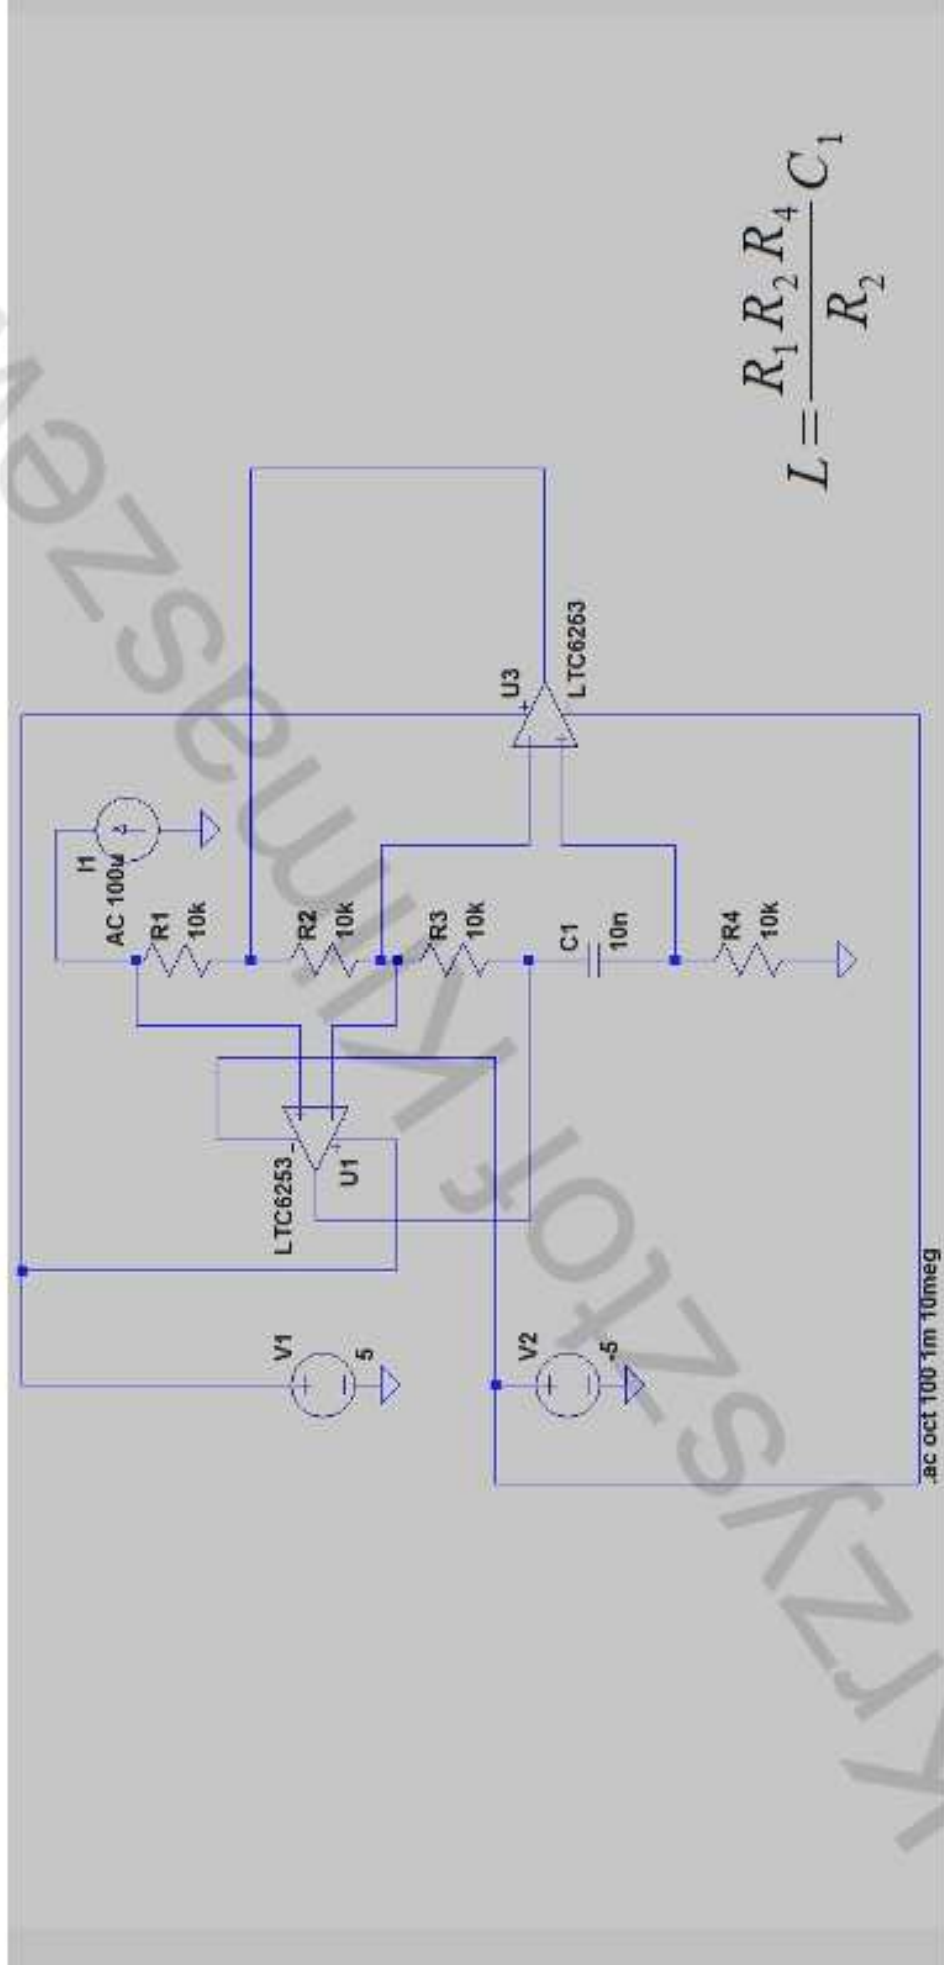 I1
AC 100u
R1
10k
R2
10k
R3
10k
C1
10n
R4
10k
U3
LTC6253
LTC6253
U1
V1
5
V2
-5
.ac oct 100 1m 10meg
L = R1 R2 R4 / R2 C1